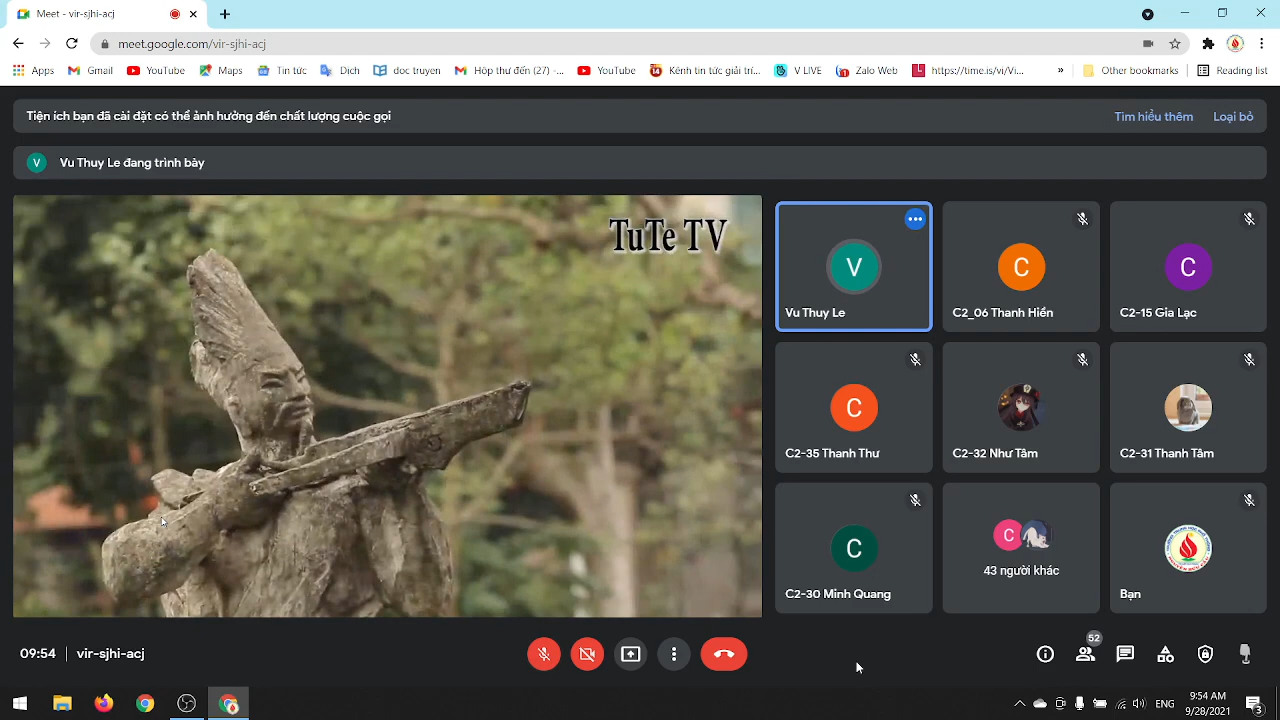 Meet - vir-sjhi-acj
meet.google.com/vir-sjhi-acj
Apps Gmail YouTube Maps Tin tức Dịch doc truyen Hộp thư đến (27) -... YouTube Kênh tin tức giải trí... V LIVE Zalo Web https://time.is/vi/Vi... » Other bookmarks Reading list
Tiện ích bạn đã cài đặt có thể ảnh hưởng đến chất lượng cuộc gọi Tìm hiểu thêm Loại bỏ
V Vu Thuy Le đang trình bày
TuTe TV
V
Vu Thuy Le
C
C2_06 Thanh Hiền
C
C2-15 Gia Lạc
C
C2-35 Thanh Thư
C2-32 Như Tâm
C2-31 Thanh Tâm
C
C2-30 Minh Quang
C
43 người khác
Bạn
09:54 | vir-sjhi-acj
52
ENG
9:54 AM
9/28/2021
3